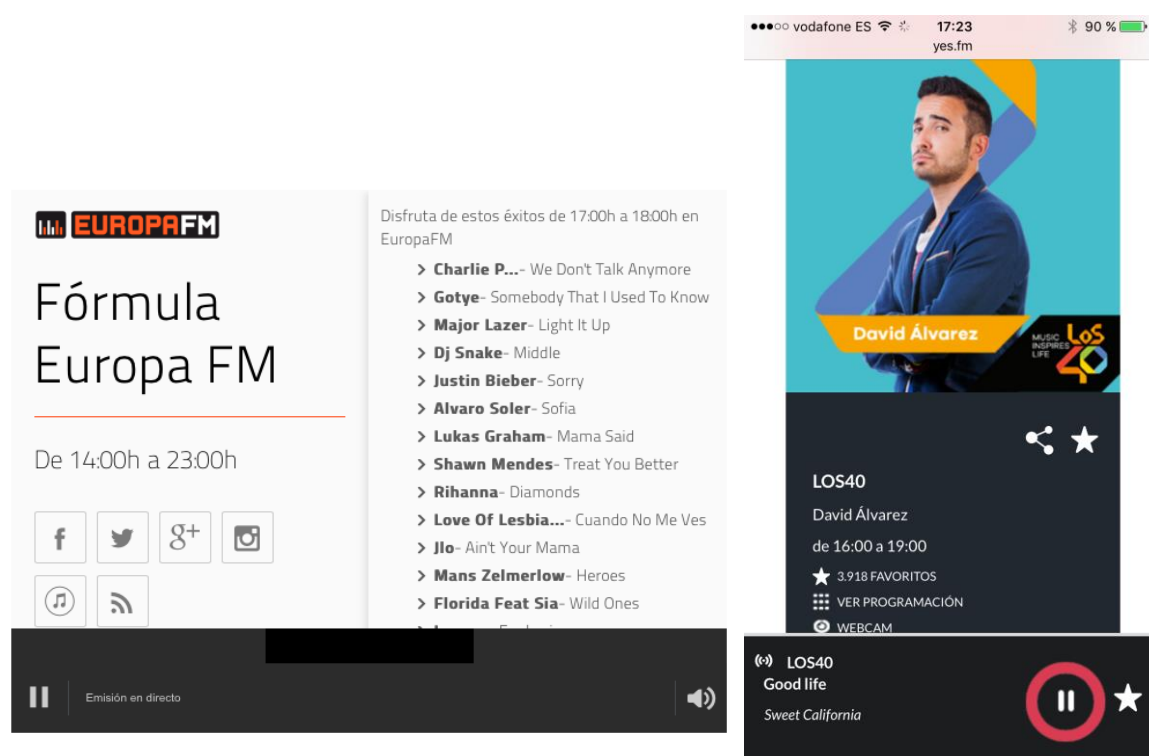 EUROPAFM
Fórmula
Europa FM
De 14:00h a 23:00h
f
g+
Disfruta de estos éxitos de 17:00h a 18:00h en
EuropaFM
Charlie P...- We Don't Talk Anymore
Gotye- Somebody That I Used To Know
Major Lazer- Light It Up
Dj Snake- Middle
Justin Bieber- Sorry
Alvaro Soler- Sofia
Lukas Graham- Mama Said
Shawn Mendes- Treat You Better
Rihanna- Diamonds
Love Of Lesbia...- Cuando No Me Ves
Jlo- Ain't Your Mama
Mans Zelmerlow- Heroes
Florida Feat Sia- Wild Ones
Emisión en directo
vodafone ES 17:23 90 %
yes.fm
David Álvarez
MUSIC
INSPIRES
LIFE
LOS
40
LOS40
David Álvarez
de 16:00 a 19:00
3.918 FAVORITOS
VER PROGRAMACIÓN
WEBCAM
LOS40
Good life
Sweet California